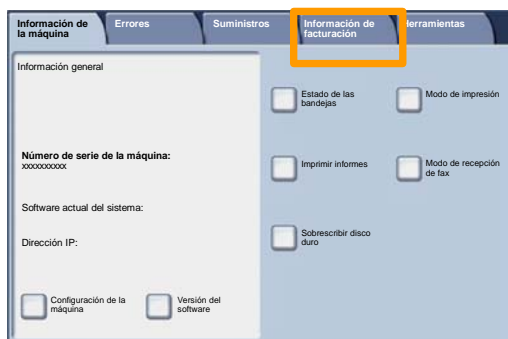 Información de
la máquina
Errores
Suministros
Información de
facturación
Herramientas
Información general
Número de serie de la máquina:
xxxxxxxxx
Software actual del sistema:
Dirección IP:
Configuración de la
máquina
Versión del
software
Estado de las
bandejas
Modo de impresión
Imprimir informes
Modo de recepción
de fax
Sobrescribir disco
duro